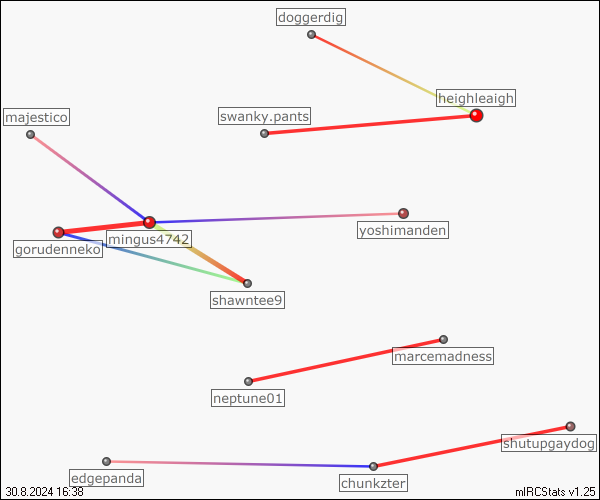 doggerdig
heighleaigh
majestico
swanky.pants
yoshimanden
mingus4742
gorudenneko
shawntee9
marcemadness
neptune01
shutupgaydog
edgepanda
chunkzter
30.8.2024 16:38
mIRCStats v1.25